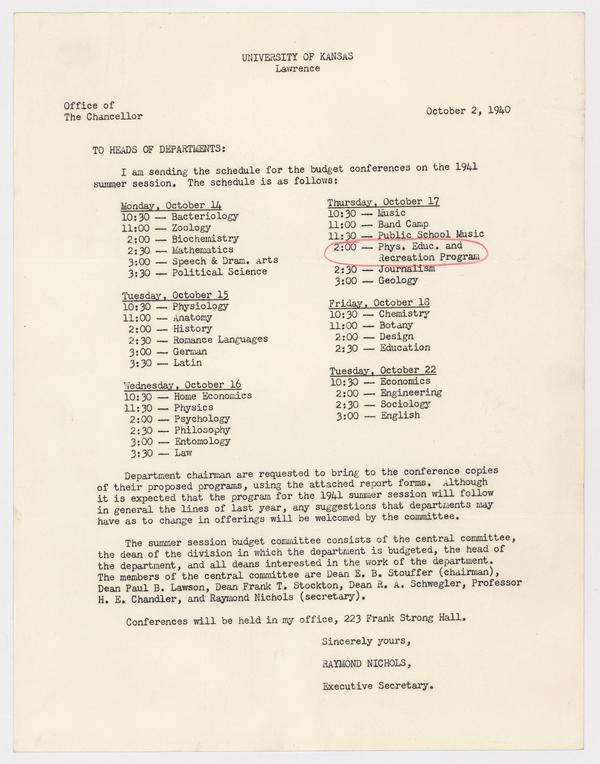 UNIVERSITY OF KANSAS
Lawrence
Office of
The Chancellor
October 2, 1940
TO HEADS OF DEPARTMENTS:
I am sending the schedule for the budget conferences on the 1941
summer session. The schedule is as follows:
Monday, October 14
10:30 — Bacteriology
11:00 — Zoology
2:00 — Biochemistry
2:30 — Mathematics
3:00 — Speech & Dram. Arts
3:30 — Political Science
Tuesday, October 15
10:30 — Physiology
11:00 — Anatomy
2:00 — History
2:30 — Romance Languages
3:00 — German
3:30 — Latin
Wednesday, October 16
10:30 — Home Economics
11:30 — Physics
2:00 — Psychology
2:30 — Philosophy
3:00 — Entomology
3:30 — Law
Thursday, October 17
10:30 — Music
11:00 — Band Camp
11:30 — Public School Music
2:00 — Phys. Educ. and
Recreation Program
2:30 — Journalism
3:00 — Geology
Friday, October 18
10:30 — Chemistry
11:00 — Botany
2:00 — Design
2:30 — Education
Tuesday, October 22
10:30 — Economics
2:00 — Engineering
2:30 — Sociology
3:00 — English
Department chairman are requested to bring to the conference copies
of their proposed programs, using the attached report forms. Although
it is expected that the program for the 1941 summer session will follow
in general the lines of last year, any suggestions that departments may
have as to change in offerings will be welcomed by the committee.
The summer session budget committee consists of the central committee,
the dean of the division in which the department is budgeted, the head of
the department, and all deans interested in the work of the department.
The members of the central committee are Dean E. B. Stouffer (chairman),
Dean Paul B. Lawson, Dean Frank T. Stockton, Dean R. A. Schwegler, Professor
H. E. Chandler, and Raymond Nichols (secretary).
Conferences will be held in my office, 223 Frank Strong Hall.
Sincerely yours,
RAYMOND NICHOLS,
Executive Secretary.